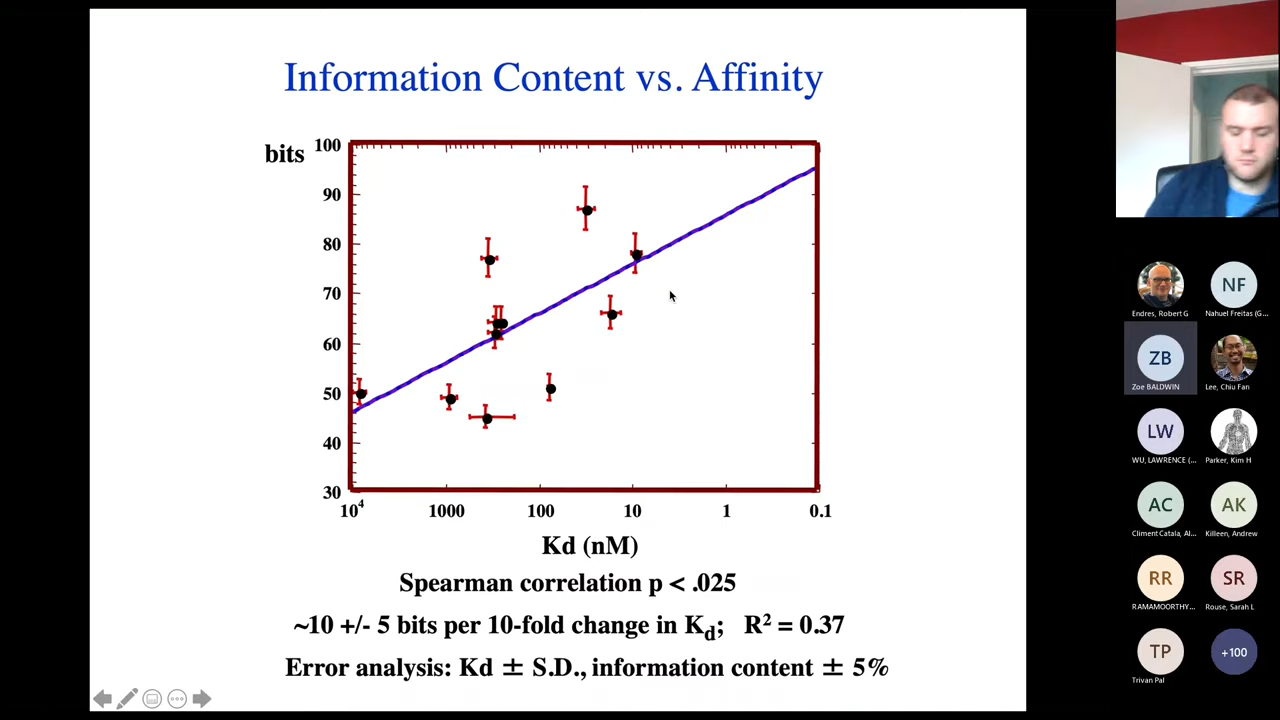 Information Content vs. Affinity
bits
100
90
80
70
60
50
40
30
10⁴ 1000 100 10 1 0.1
Kd (nM)
Spearman correlation p < .025
~10 +/- 5 bits per 10-fold change in Kd; R² = 0.37
Error analysis: Kd ± S.D., information content ± 5%
Endres, Robert G
NF
Nahuel Freitas (G...
ZB
Zoe BALDWIN
Lee, Chiu Fan
LW
WU, LAWRENCE (...
Parker, Kim H
AC
Climent Catala, Al...
AK
Killeen, Andrew
RR
RAMAMOORTHY...
SR
Rouse, Sarah L
TP
Trivan Pal
+100